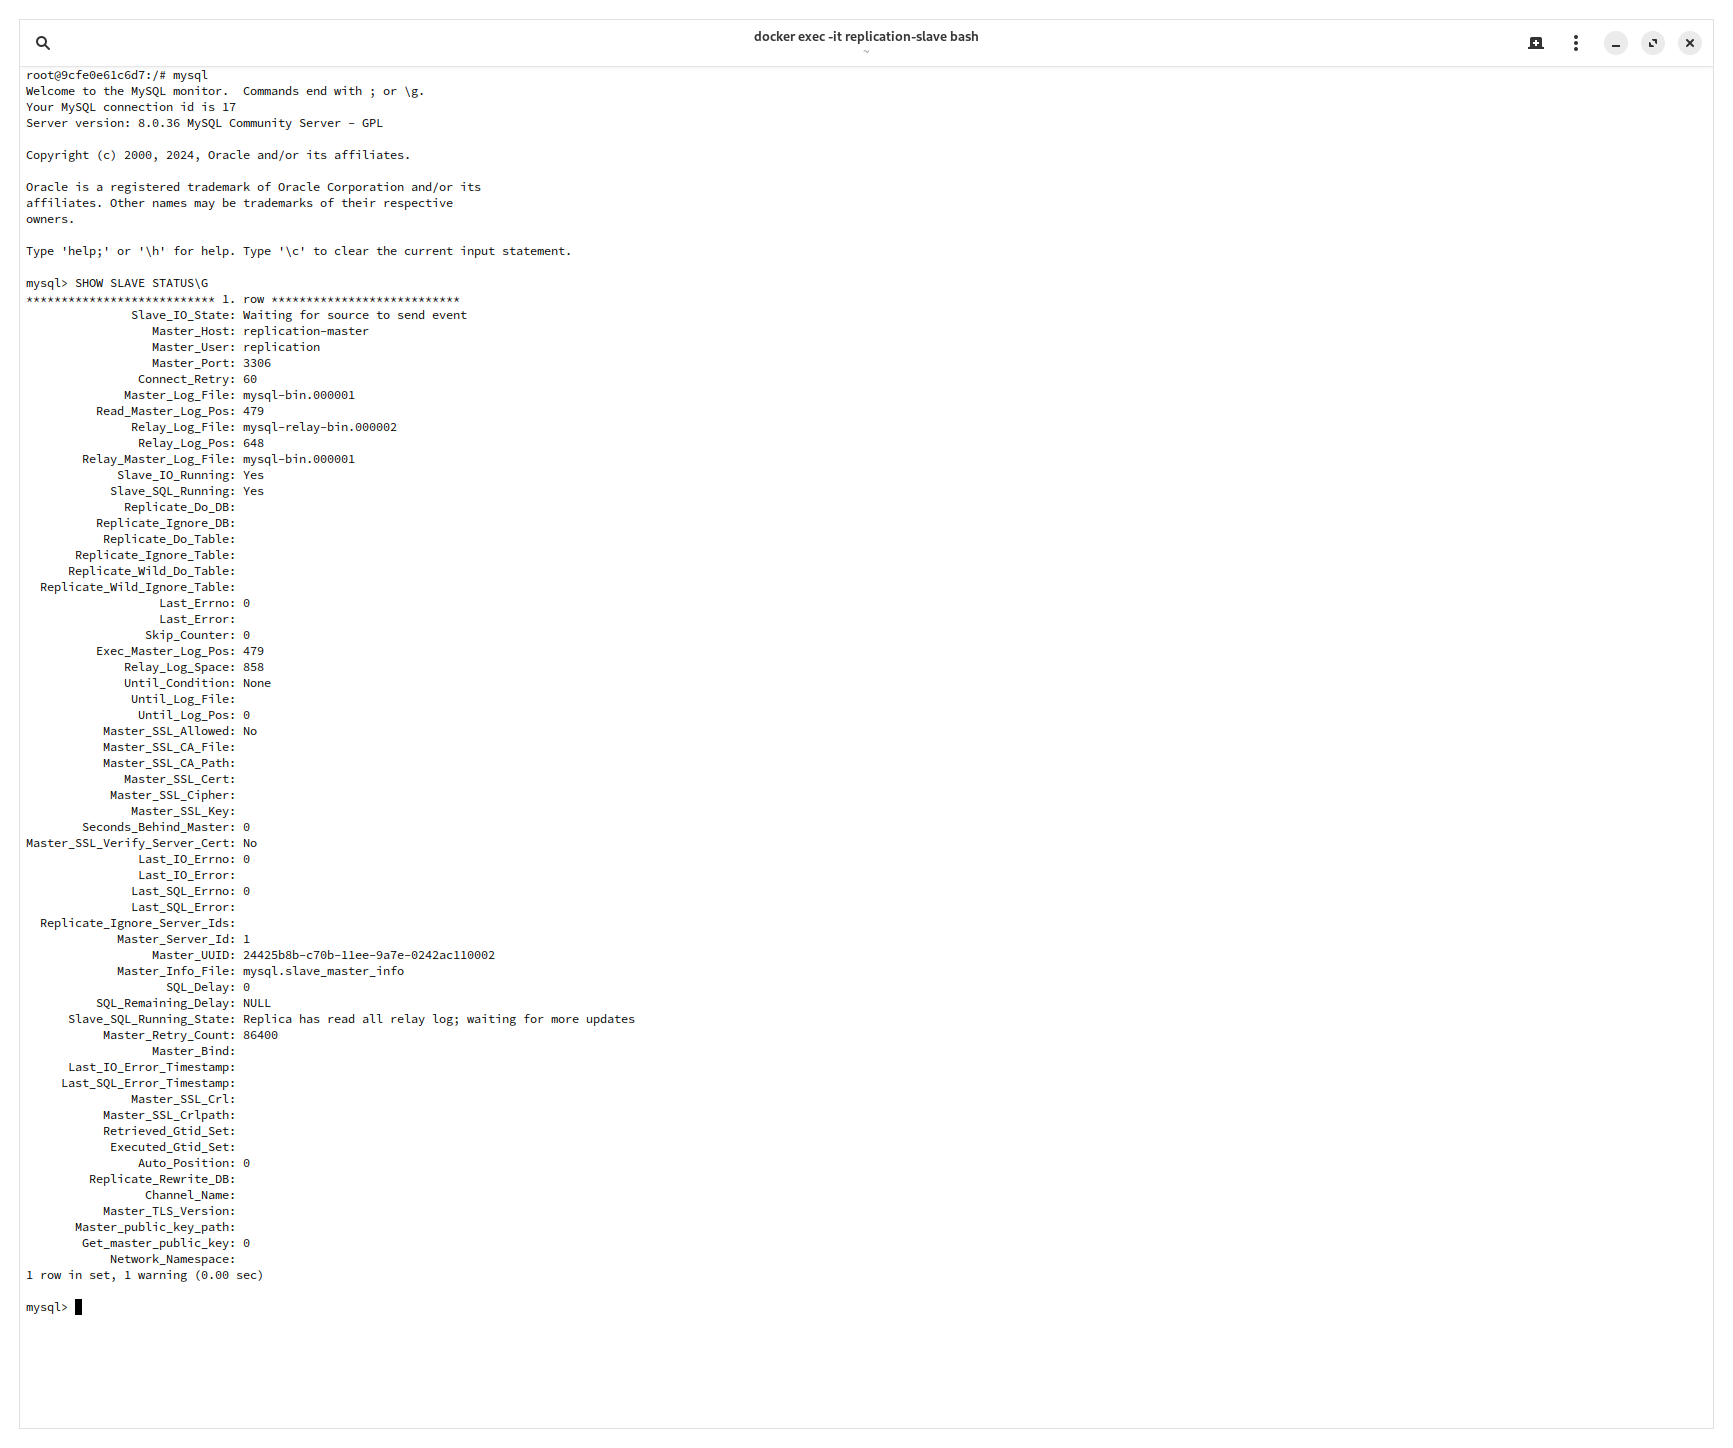 docker exec -it replication-slave bash
~
root@9cfe0e61c6d7:/# mysql
Welcome to the MySQL monitor.  Commands end with ; or \g.
Your MySQL connection id is 17
Server version: 8.0.36 MySQL Community Server - GPL

Copyright (c) 2000, 2024, Oracle and/or its affiliates.

Oracle is a registered trademark of Oracle Corporation and/or its
affiliates. Other names may be trademarks of their respective
owners.

Type 'help;' or '\h' for help. Type '\c' to clear the current input statement.

mysql> SHOW SLAVE STATUS\G
*************************** 1. row ***************************
               Slave_IO_State: Waiting for source to send event
                  Master_Host: replication-master
                  Master_User: replication
                  Master_Port: 3306
                Connect_Retry: 60
              Master_Log_File: mysql-bin.000001
          Read_Master_Log_Pos: 479
               Relay_Log_File: mysql-relay-bin.000002
                Relay_Log_Pos: 648
        Relay_Master_Log_File: mysql-bin.000001
             Slave_IO_Running: Yes
            Slave_SQL_Running: Yes
              Replicate_Do_DB:
          Replicate_Ignore_DB:
           Replicate_Do_Table:
       Replicate_Ignore_Table:
      Replicate_Wild_Do_Table:
  Replicate_Wild_Ignore_Table:
                   Last_Errno: 0
                   Last_Error:
                 Skip_Counter: 0
          Exec_Master_Log_Pos: 479
              Relay_Log_Space: 858
              Until_Condition: None
               Until_Log_File:
                Until_Log_Pos: 0
           Master_SSL_Allowed: No
           Master_SSL_CA_File:
           Master_SSL_CA_Path:
              Master_SSL_Cert:
            Master_SSL_Cipher:
               Master_SSL_Key:
        Seconds_Behind_Master: 0
Master_SSL_Verify_Server_Cert: No
                Last_IO_Errno: 0
                Last_IO_Error:
               Last_SQL_Errno: 0
               Last_SQL_Error:
  Replicate_Ignore_Server_Ids:
             Master_Server_Id: 1
                  Master_UUID: 24425b8b-c70b-11ee-9a7e-0242ac110002
             Master_Info_File: mysql.slave_master_info
                    SQL_Delay: 0
          SQL_Remaining_Delay: NULL
      Slave_SQL_Running_State: Replica has read all relay log; waiting for more updates
           Master_Retry_Count: 86400
                  Master_Bind:
      Last_IO_Error_Timestamp:
     Last_SQL_Error_Timestamp:
               Master_SSL_Crl:
           Master_SSL_Crlpath:
           Retrieved_Gtid_Set:
            Executed_Gtid_Set:
                Auto_Position: 0
         Replicate_Rewrite_DB:
                 Channel_Name:
           Master_TLS_Version:
       Master_public_key_path:
        Get_master_public_key: 0
            Network_Namespace:
1 row in set, 1 warning (0.00 sec)

mysql>